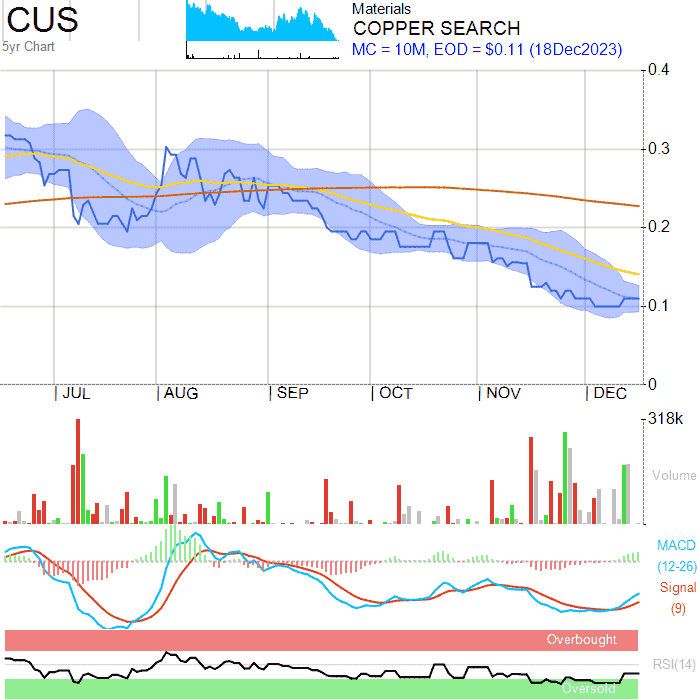 CUS
5yr Chart
Materials
COPPER SEARCH
MC = 10M, EOD = $0.11 (18Dec2023)
0.4
0.3
0.2
0.1
0
JUL AUG SEP OCT NOV DEC
318k
Volume
MACD
(12-26)
Signal
(9)
Overbought
RSI(14)
Oversold